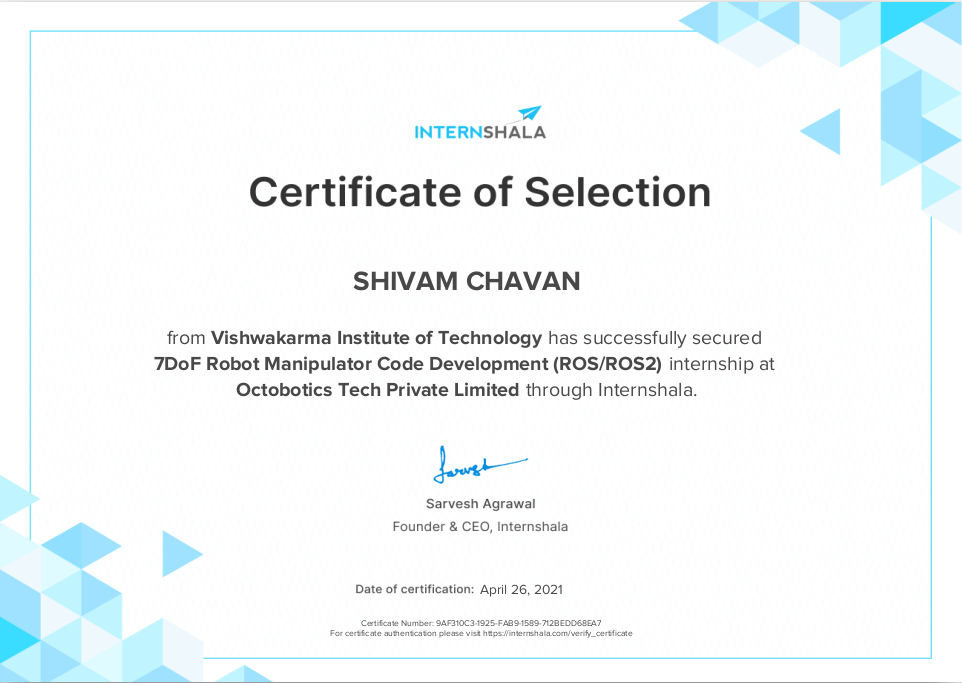 INTERNSHALA
Certificate of Selection
SHIVAM CHAVAN
from Vishwakarma Institute of Technology has successfully secured
7DoF Robot Manipulator Code Development (ROS/ROS2) internship at
Octobotics Tech Private Limited through Internshala.
Sarvesh
Sarvesh Agrawal
Founder & CEO, Internshala
Date of certification: April 26, 2021
Certificate Number: 9AF310C3-1925-FAB9-1589-712BEDD68EA7
For certificate authentication please visit https://internshala.com/verify_certificate